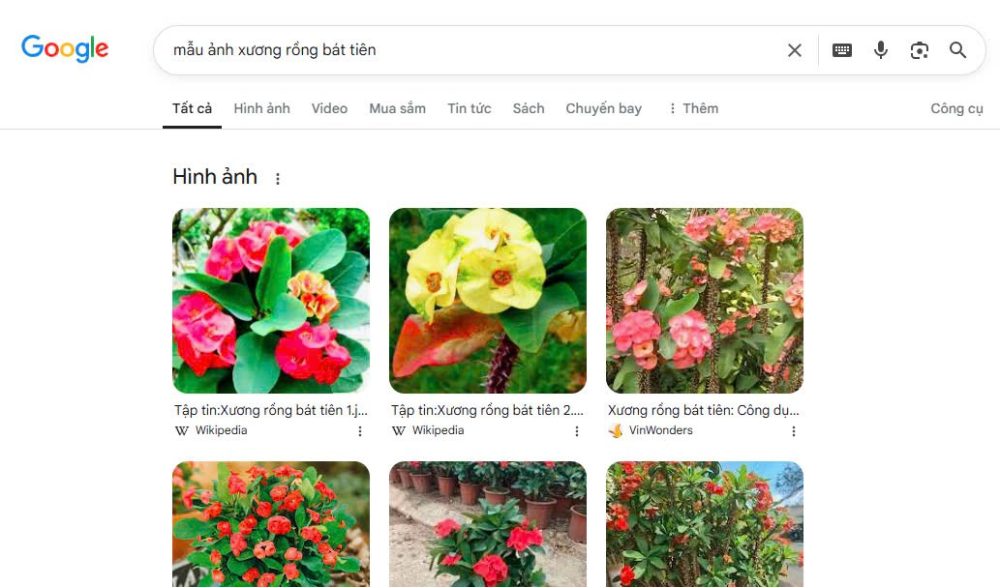 Google
mẫu ảnh xương rồng bát tiên
Tất cả Hình ảnh Video Mua sắm Tin tức Sách Chuyến bay Thêm Công cụ
Hình ảnh
Tập tin:Xương rồng bát tiên 1.j... Tập tin:Xương rồng bát tiên 2.... Xương rồng bát tiên: Công dụ...
W Wikipedia W Wikipedia VinWonders